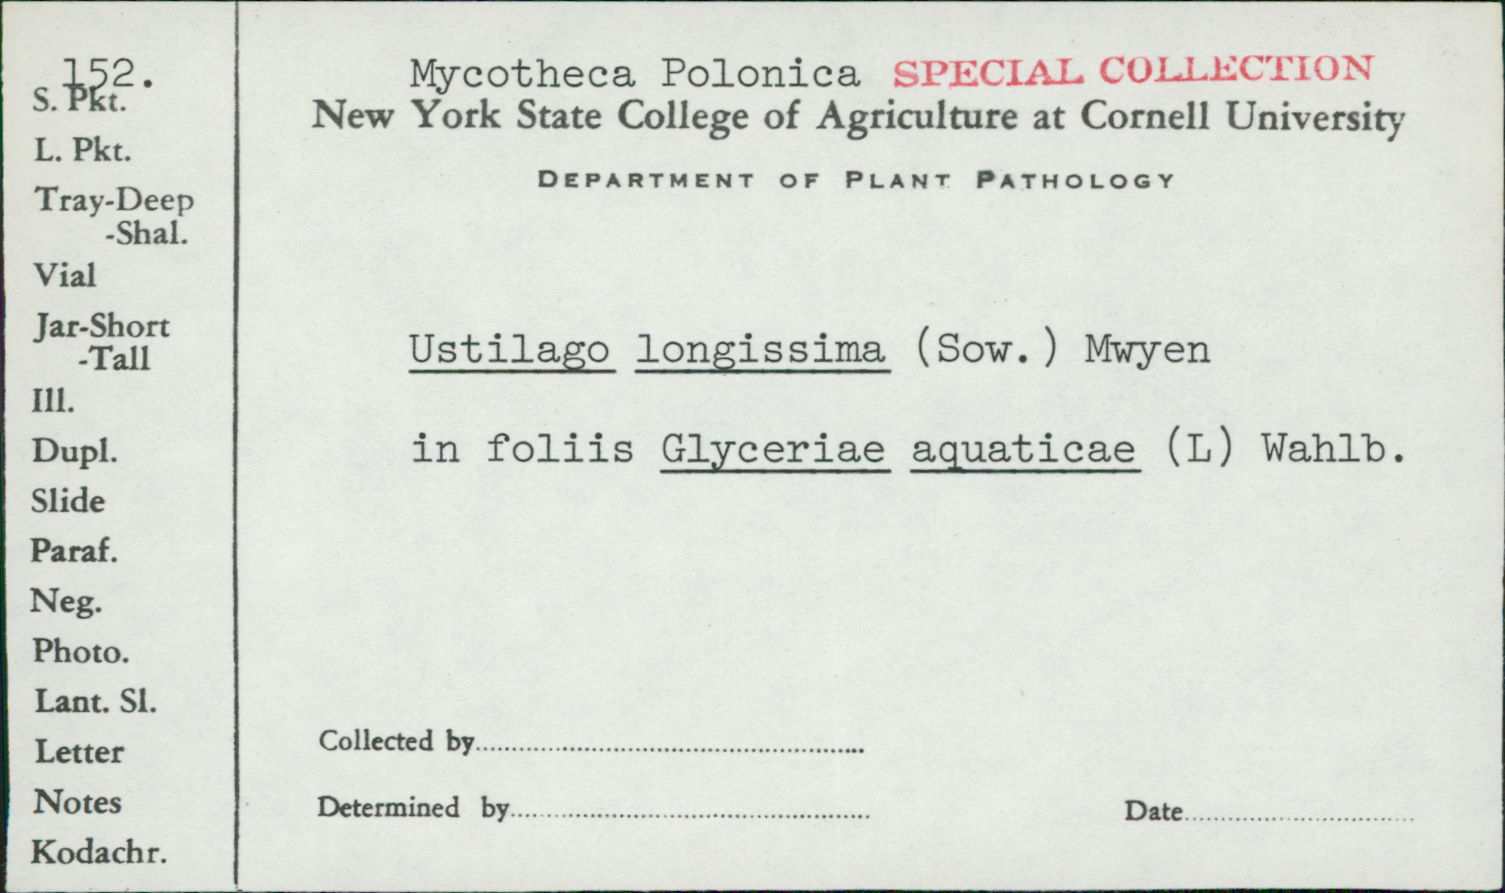 152.
S. Pkt.
L. Pkt.
Tray-Deep
-Shal.
Vial
Jar-Short
-Tall
Ill.
Dupl.
Slide
Paraf.
Neg.
Photo.
Lant. Sl.
Letter
Notes
Kodachr.
Mycotheca Polonica SPECIAL COLLECTION
New York State College of Agriculture at Cornell University
DEPARTMENT OF PLANT PATHOLOGY
Ustilago longissima (Sow.) Mwyen
in foliis Glyceriae aquaticae (L) Wahlb.
Collected by
Determined by
Date